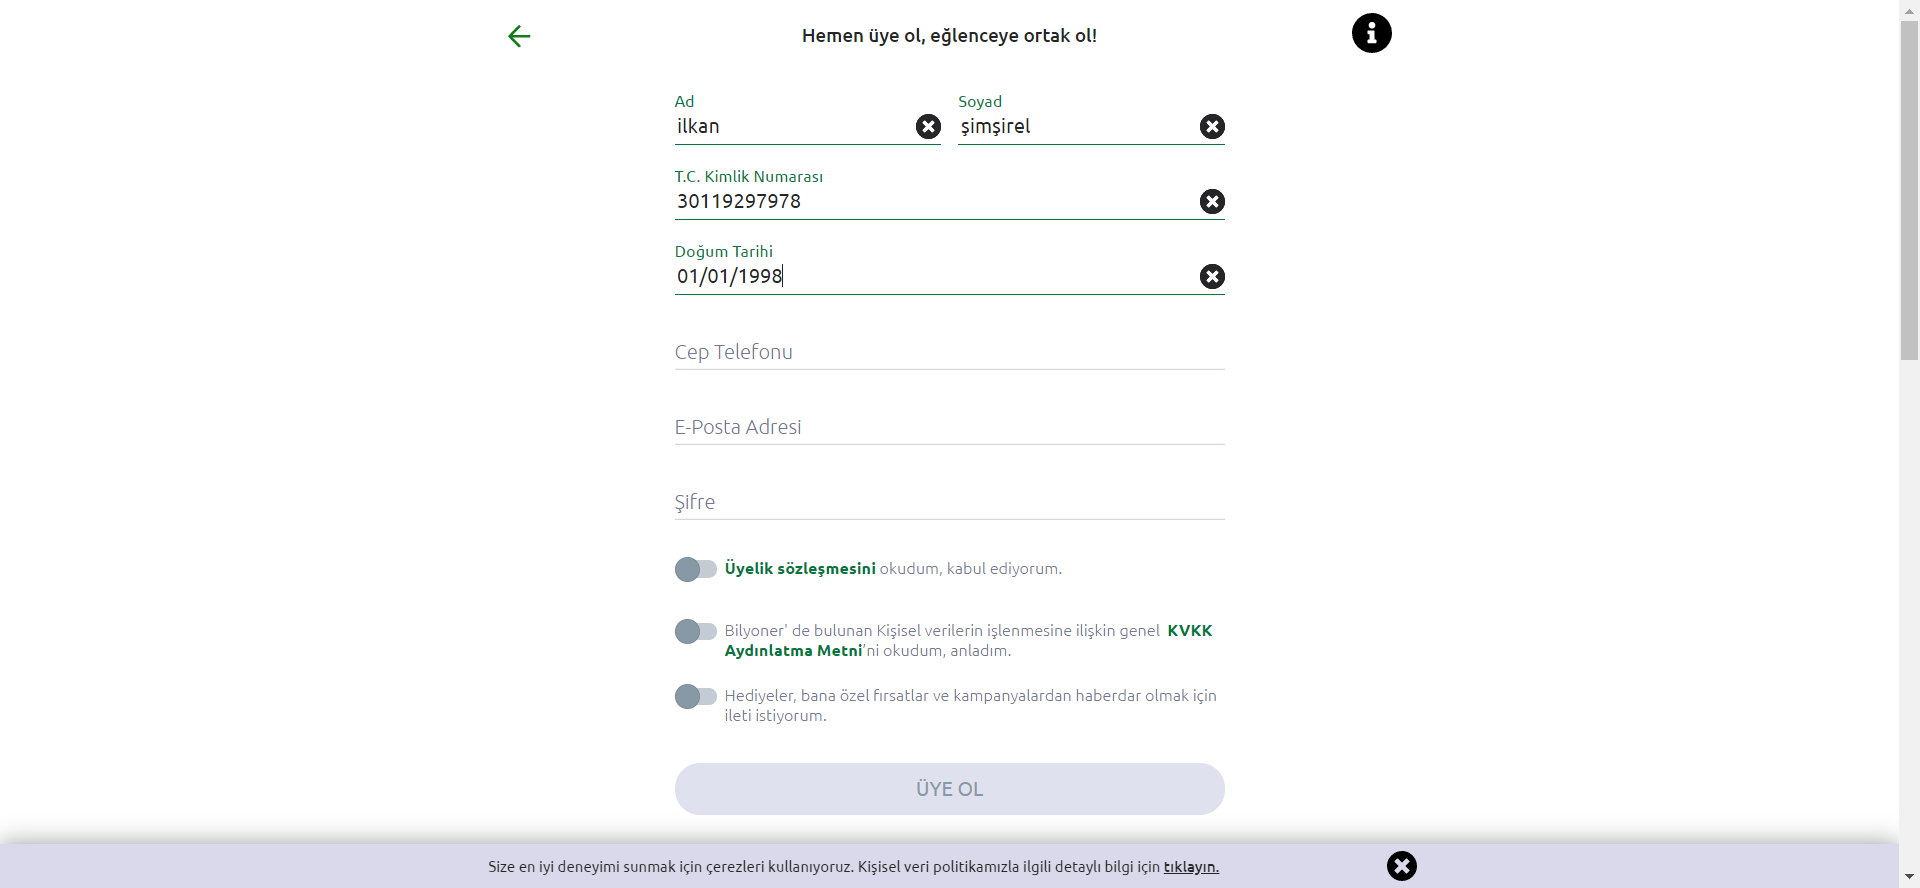 Hemen üye ol, eğlenceye ortak ol!
Ad
ilkan
Soyad
şimşirel
T.C. Kimlik Numarası
30119297978
Doğum Tarihi
01/01/1998
Cep Telefonu
E-Posta Adresi
Şifre
Üyelik sözleşmesini okudum, kabul ediyorum.
Bilyoner' de bulunan Kişisel verilerin işlenmesine ilişkin genel KVKK
Aydınlatma Metni'ni okudum, anladım.
Hediyeler, bana özel fırsatlar ve kampanyalardan haberdar olmak için
ileti istiyorum.
ÜYE OL
Size en iyi deneyimi sunmak için çerezleri kullanıyoruz. Kişisel veri politikamızla ilgili detaylı bilgi için tıklayın.